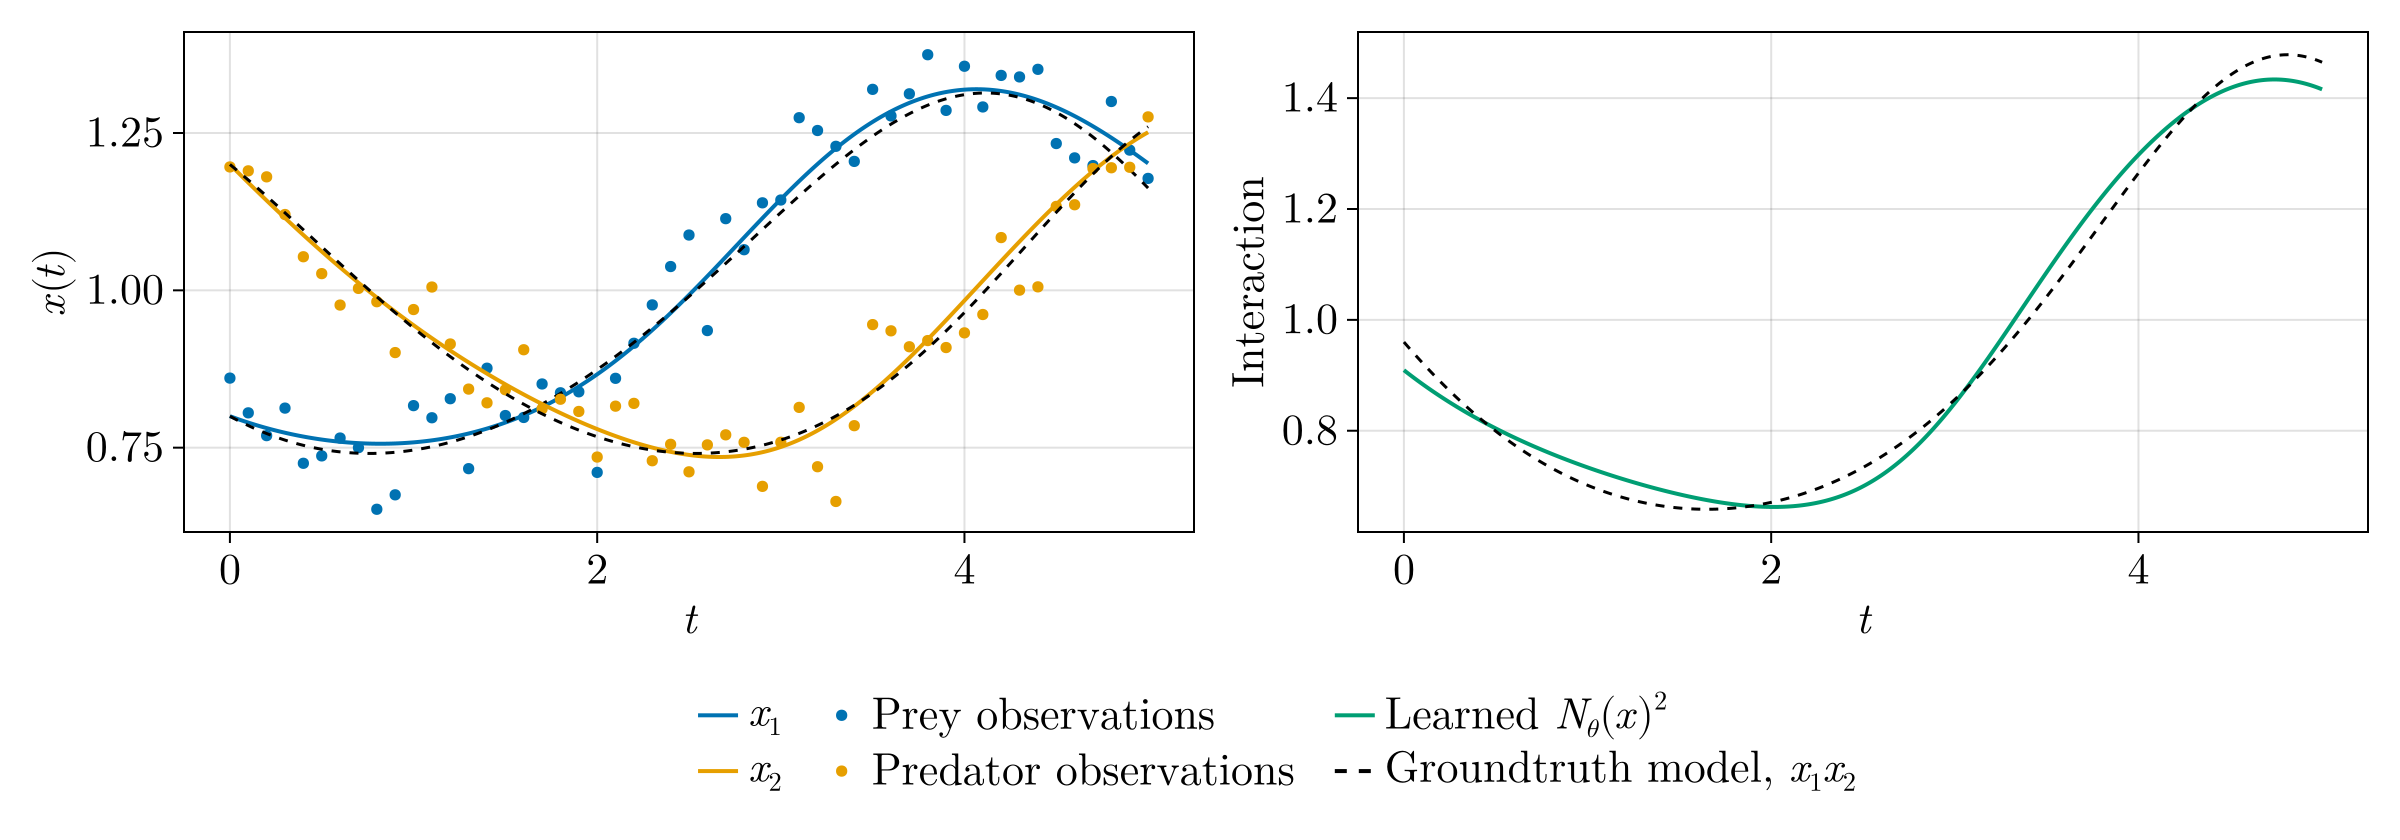 x(t)
1.25
1.00
0.75
0 2 4
t
Interaction
1.4
1.2
1.0
0.8
0 2 4
t
x₁ Prey observations Learned N_θ(x)²
x₂ Predator observations Groundtruth model, x₁x₂